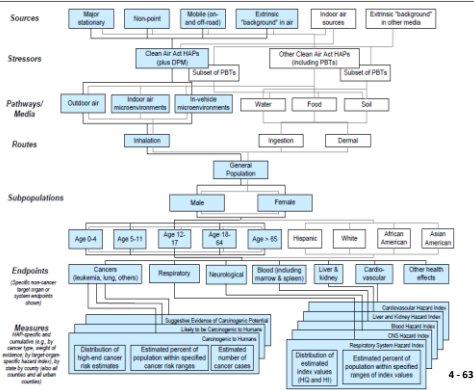 Sources
Major
stationary
Non-point
Mobile (on-
and off-road)
Extrinsic
"background" in air
Indoor air
sources
Extrinsic "background"
in other media
Stressors
Clean Air Act HAPs
(plus DPM)
Subset of PBTs
Other Clean Air Act HAPs
(including PBTs)
Subset of PBTs
Pathways/
Media
Outdoor air
Indoor air
microenvironments
In-vehicle
microenvironments
Water
Food
Soil
Routes
Inhalation
Ingestion
Dermal
General
Population
Subpopulations
Male
Female
Age 0-4
Age 5-11
Age 12-
17
Age 18-
64
Age > 65
Hispanic
White
African
American
Asian
American
Endpoints
(Specific non-cancer
target organ or
system endpoints
shown)
Cancers
(leukemia, lung, others)
Respiratory
Neurological
Blood (including
marrow & spleen)
Liver &
kidney
Cardio-
vascular
Other health
effects
Measures
HAP-specific and
cumulative (e.g., by
cancer type, weight of
evidence; by target-organ-
specific hazard index), by
state by county (also all
counties and all urban
counties)
Suggestive Evidence of Carcinogenic Potential
Likely to be Carcinogenic to Humans
Carcinogenic to Humans
Distribution of
high-end cancer
risk estimates
Estimated percent of
population within specified
cancer risk ranges
Estimated
number of
cancer cases
Cardiovascular Hazard Index
Liver and Kidney Hazard Index
Blood Hazard Index
CNS Hazard Index
Respiratory System Hazard Index
Distribution of
estimated
index values
(HQ and HI)
Estimated percent of
population within specified
ranges of index values
4 - 63